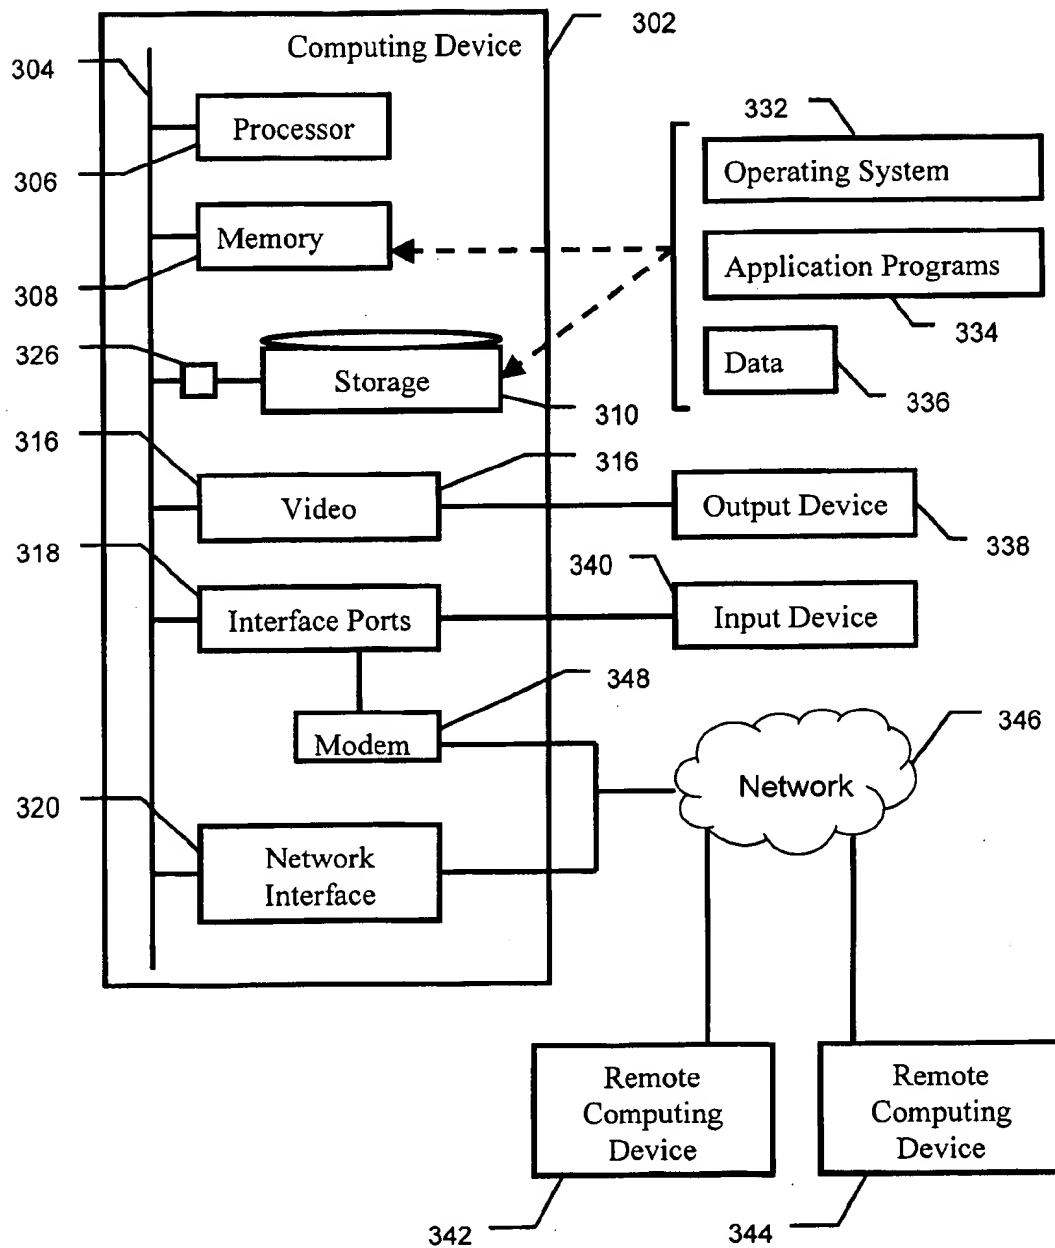 302
Computing Device
304
Processor
332
306
Operating System
Memory
Application Programs
308
334
326
Data
Storage
336
310
316
316
Video
Output Device
338
318
340
Interface Ports
Input Device
348
346
Modem
Network
320
Network
Interface
Remote
Computing
Device
Remote
Computing
Device
342
344